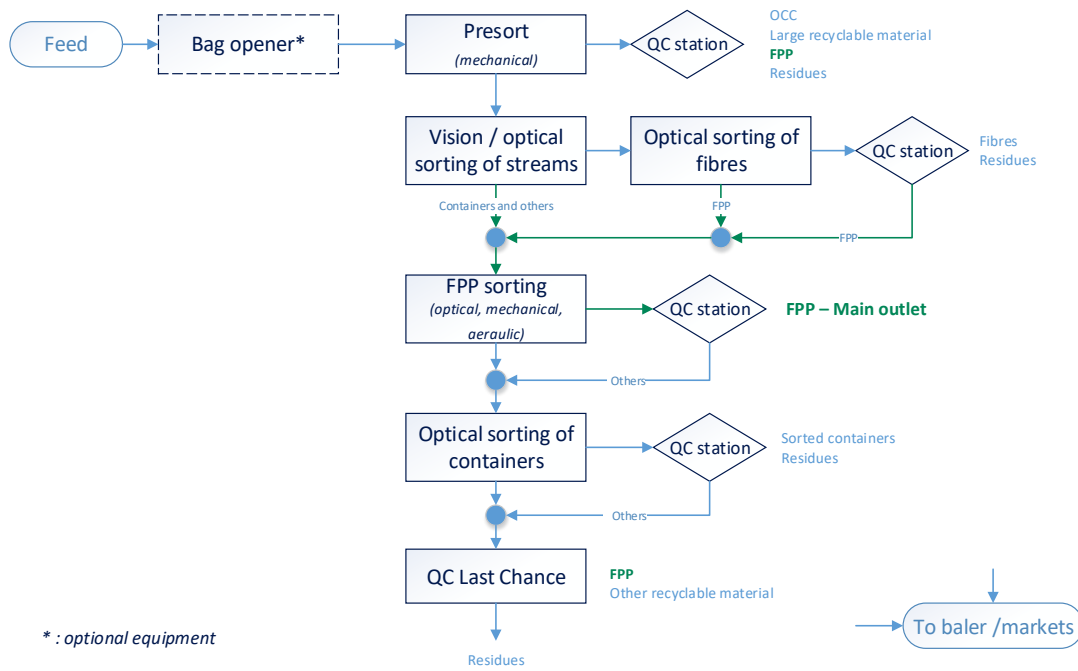 Feed
Bag opener*
Presort
(mechanical)
QC station
OCC
Large recyclable material
FPP
Residues
Vision / optical
sorting of streams
Optical sorting of
fibres
QC station
Fibres
Residues
Containers and others
FPP
FPP
FPP sorting
(optical, mechanical,
aeraulic)
QC station
FPP – Main outlet
Others
Optical sorting of
containers
QC station
Sorted containers
Residues
Others
QC Last Chance
FPP
Other recyclable material
To baler /markets
* : optional equipment
Residues